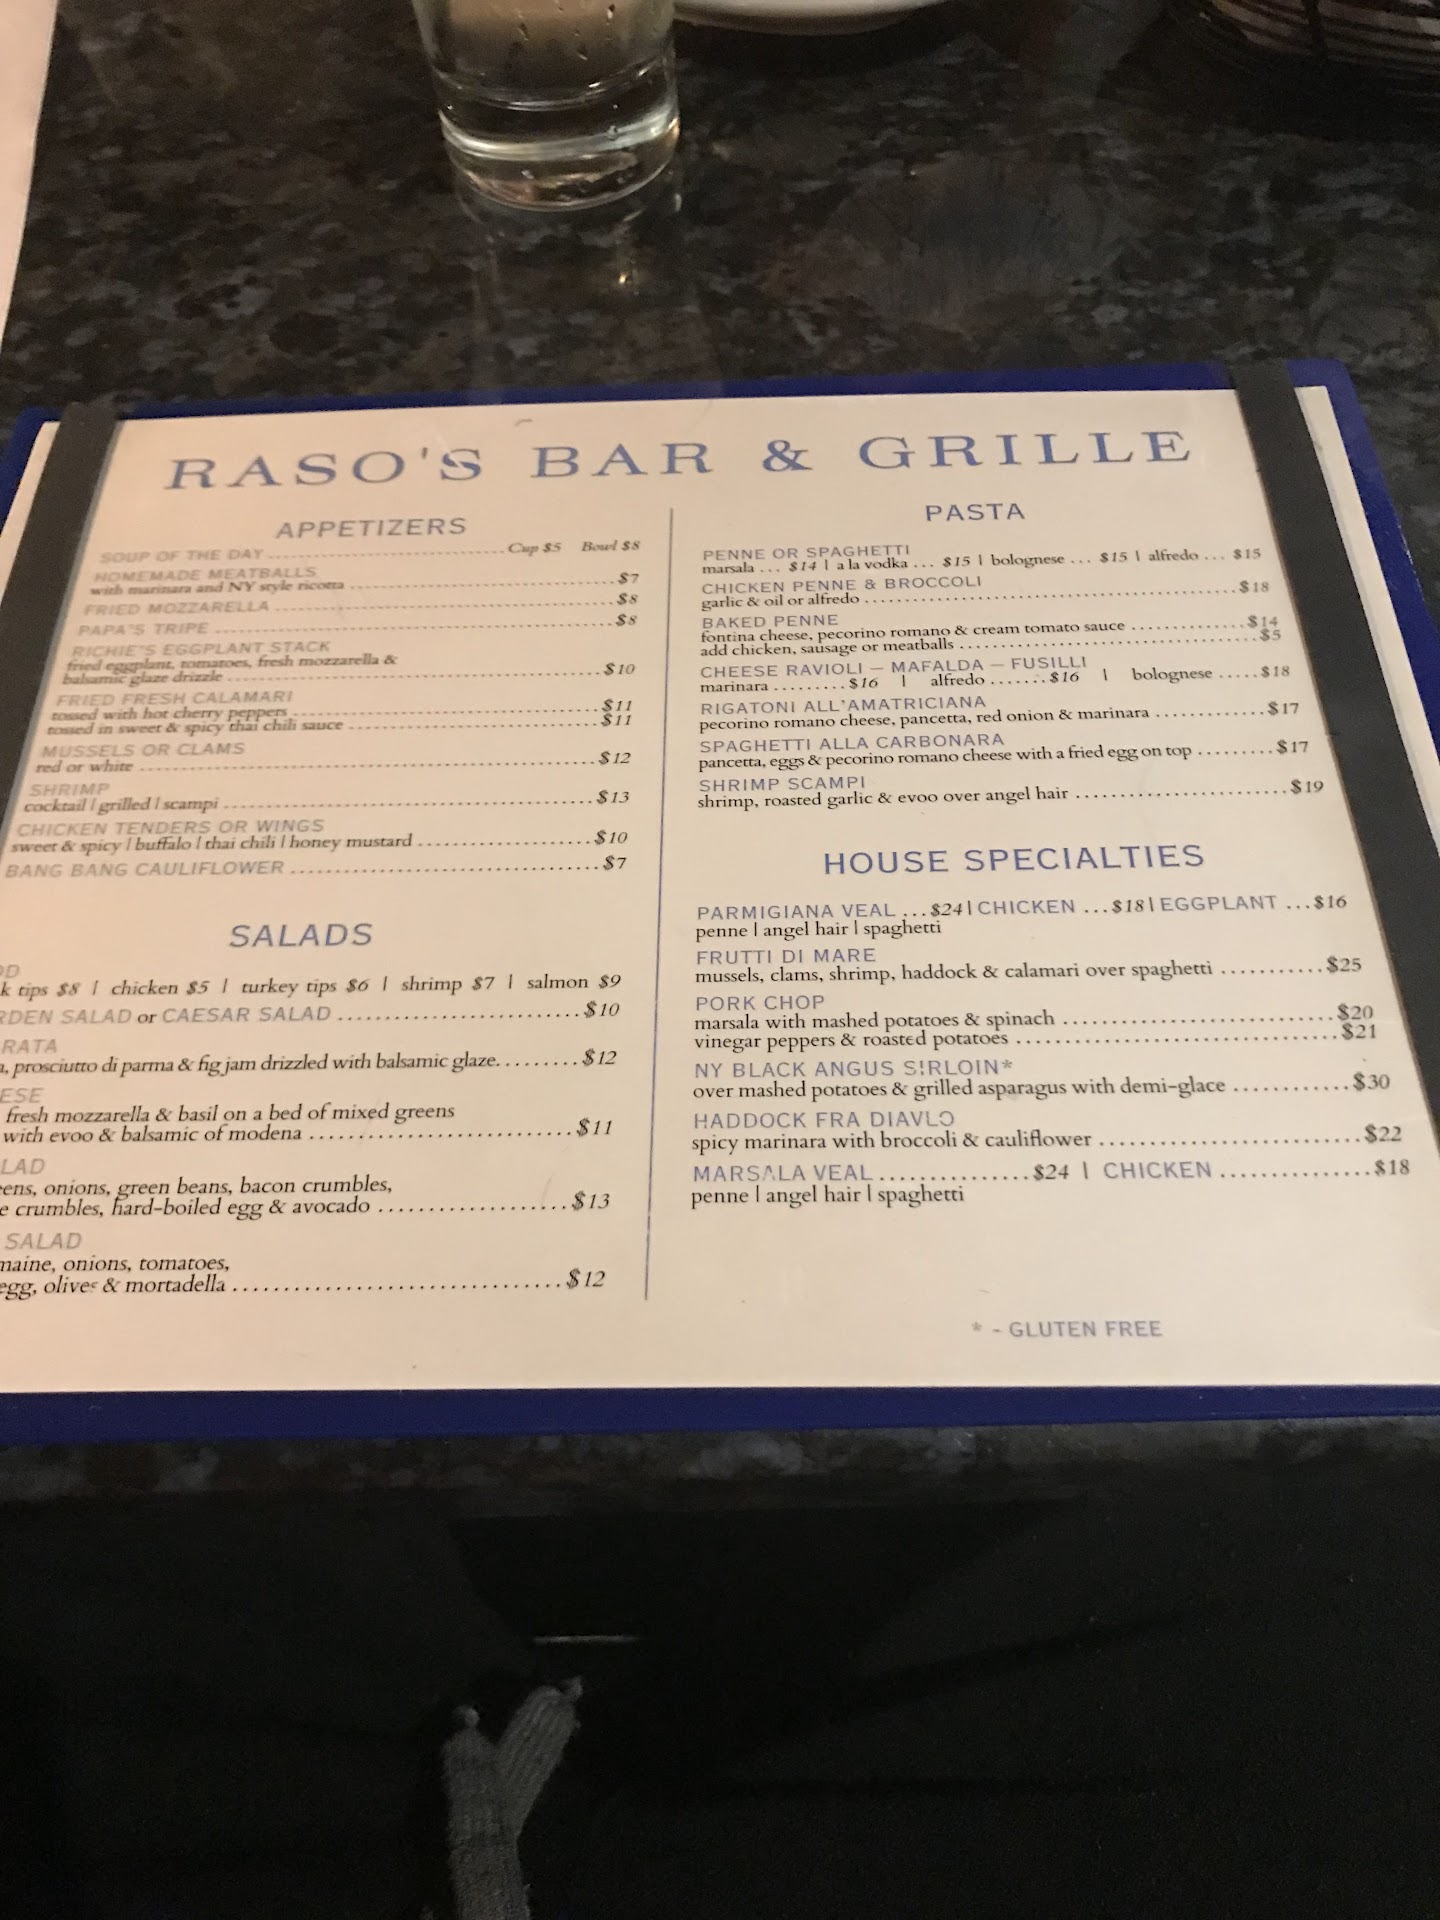 RASO'S BAR & GRILLE
APPETIZERS
SOUP OF THE DAY ... Cup $5 Bowl $8
HOMEMADE MEATBALLS
with marinara and NY style ricotta ... $7
FRIED MOZZARELLA ... $8
PAPA'S TRIPE ... $8
RICHIE'S EGGPLANT STACK
fried eggplant, tomatoes, fresh mozzarella &
balsamic glaze drizzle ... $10
FRIED FRESH CALAMARI
tossed with hot cherry peppers ... $11
tossed in sweet & spicy thai chili sauce ... $11
MUSSELS OR CLAMS
red or white ... $12
SHRIMP
cocktail | grilled | scampi ... $13
CHICKEN TENDERS OR WINGS
sweet & spicy | buffalo | thai chili | honey mustard ... $10
BANG BANG CAULIFLOWER ... $7
SALADS
k tips $8 | chicken $5 | turkey tips $6 | shrimp $7 | salmon $9
RDEN SALAD or CAESAR SALAD ... $10
RATA
a, prosciutto di parma & fig jam drizzled with balsamic glaze. ... $12
ESE
fresh mozzarella & basil on a bed of mixed greens
with evoo & balsamic of modena ... $11
LAD
eens, onions, green beans, bacon crumbles,
e crumbles, hard-boiled egg & avocado ... $13
SALAD
maine, onions, tomatoes,
egg, olives & mortadella ... $12
PASTA
PENNE OR SPAGHETTI
marsala ... $14 | a la vodka ... $15 | bolognese ... $15 | alfredo ... $15
CHICKEN PENNE & BROCCOLI
garlic & oil or alfredo ... $18
BAKED PENNE
fontina cheese, pecorino romano & cream tomato sauce ... $14
add chicken, sausage or meatballs ... $5
CHEESE RAVIOLI – MAFALDA – FUSILLI
marinara ... $16 | alfredo ... $16 | bolognese ... $18
RIGATONI ALL'AMATRICIANA
pecorino romano cheese, pancetta, red onion & marinara ... $17
SPAGHETTI ALLA CARBONARA
pancetta, eggs & pecorino romano cheese with a fried egg on top ... $17
SHRIMP SCAMPI
shrimp, roasted garlic & evoo over angel hair ... $19
HOUSE SPECIALTIES
PARMIGIANA VEAL ... $24 | CHICKEN ... $18 | EGGPLANT ... $16
penne | angel hair | spaghetti
FRUTTI DI MARE
mussels, clams, shrimp, haddock & calamari over spaghetti ... $25
PORK CHOP
marsala with mashed potatoes & spinach ... $20
vinegar peppers & roasted potatoes ... $21
NY BLACK ANGUS SIRLOIN*
over mashed potatoes & grilled asparagus with demi-glace ... $30
HADDOCK FRA DIAVLO
spicy marinara with broccoli & cauliflower ... $22
MARSALA VEAL ... $24 | CHICKEN ... $18
penne | angel hair | spaghetti
* - GLUTEN FREE